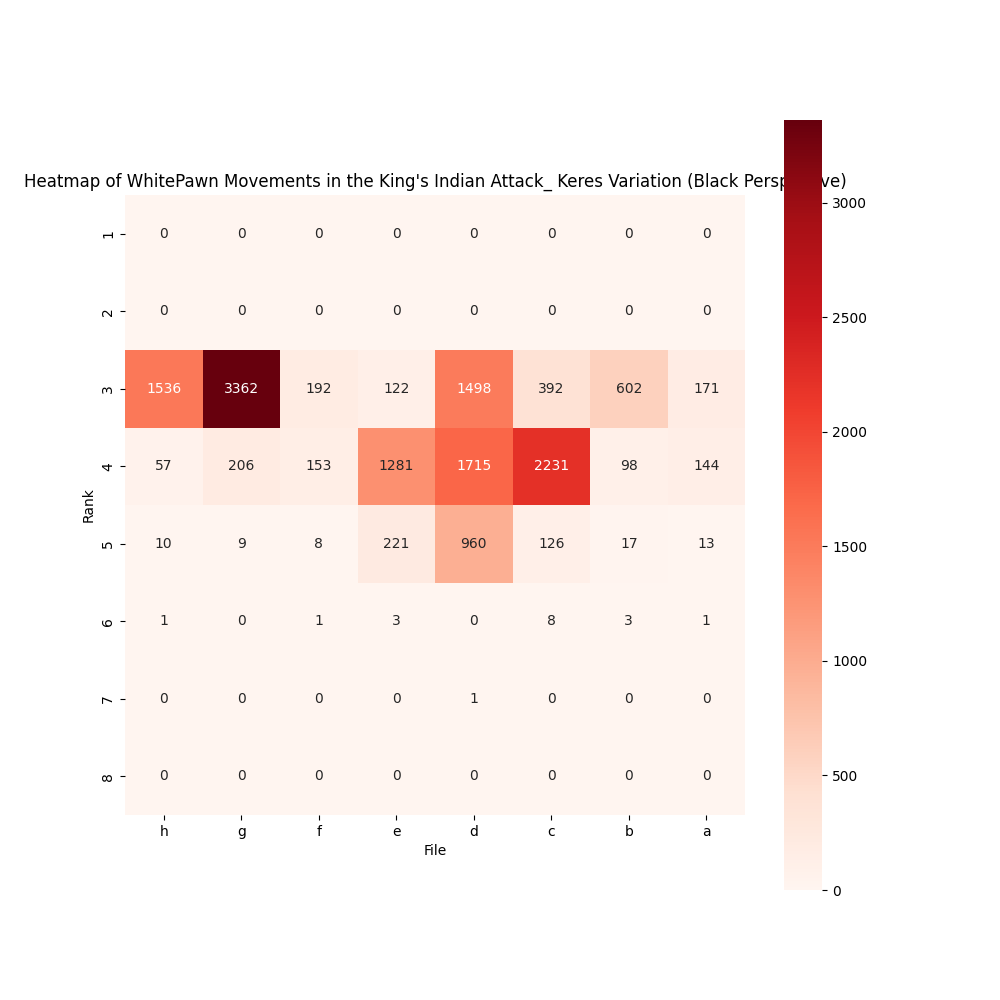 Heatmap of WhitePawn Movements in the King's Indian Attack_ Keres Variation (Black Persp ve)
3000
1 0 0 0 0 0 0 0 0
2500
2 0 0 0 0 0 0 0 0
3 1536 3362 192 122 1498 392 602 171
2000
4 57 206 153 1281 1715 2231 98 144
Rank
1500
5 10 9 8 221 960 126 17 13
6 1 0 1 3 0 8 3 1
1000
7 0 0 0 0 1 0 0 0
500
8 0 0 0 0 0 0 0 0
h g f e d c b a
File
0